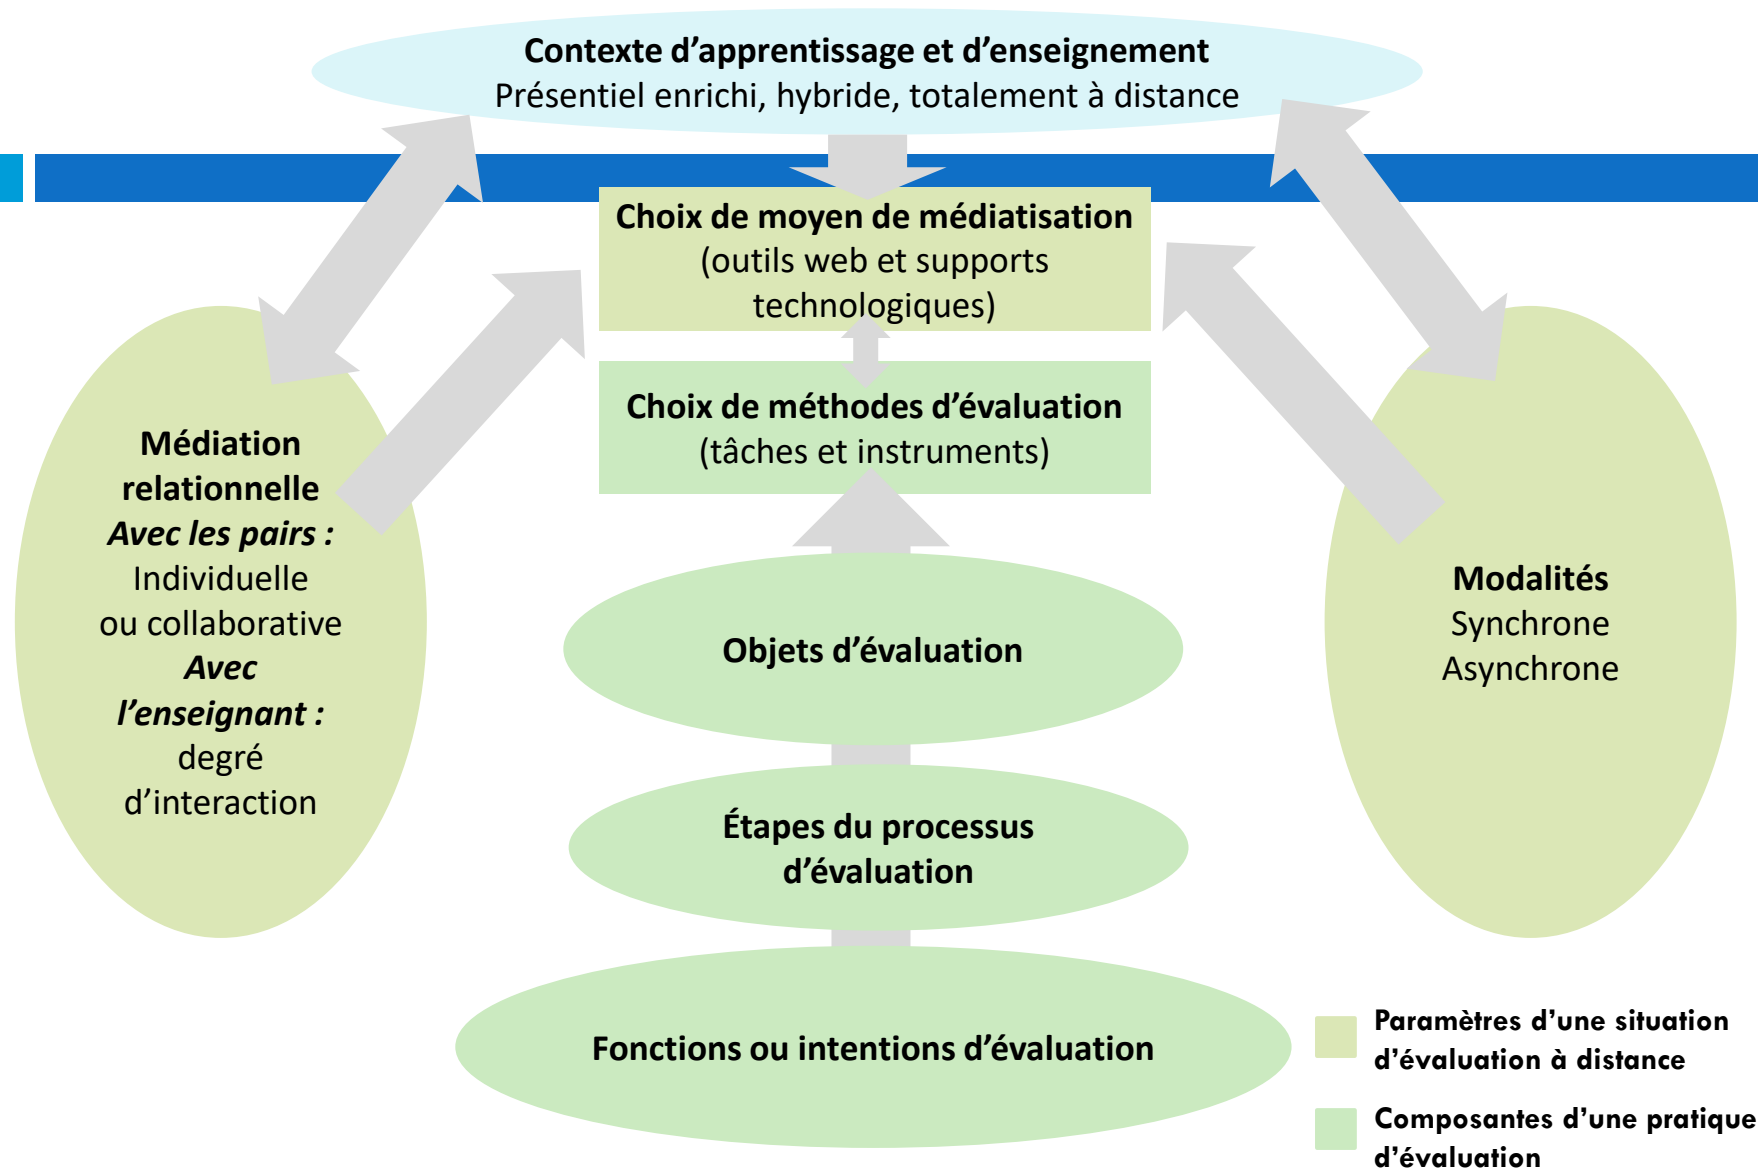 Contexte d’apprentissage et d’enseignement
Présentiel enrichi, hybride, totalement à distance
Choix de moyen de médiatisation
(outils web et supports
technologiques)
Choix de méthodes d’évaluation
(tâches et instruments)
Médiation
relationnelle
Avec les pairs :
Individuelle
ou collaborative
Avec
l’enseignant :
degré
d’interaction
Modalités
Synchrone
Asynchrone
Objets d’évaluation
Étapes du processus
d’évaluation
Fonctions ou intentions d’évaluation
Paramètres d’une situation
d’évaluation à distance
Composantes d’une pratique
d’évaluation